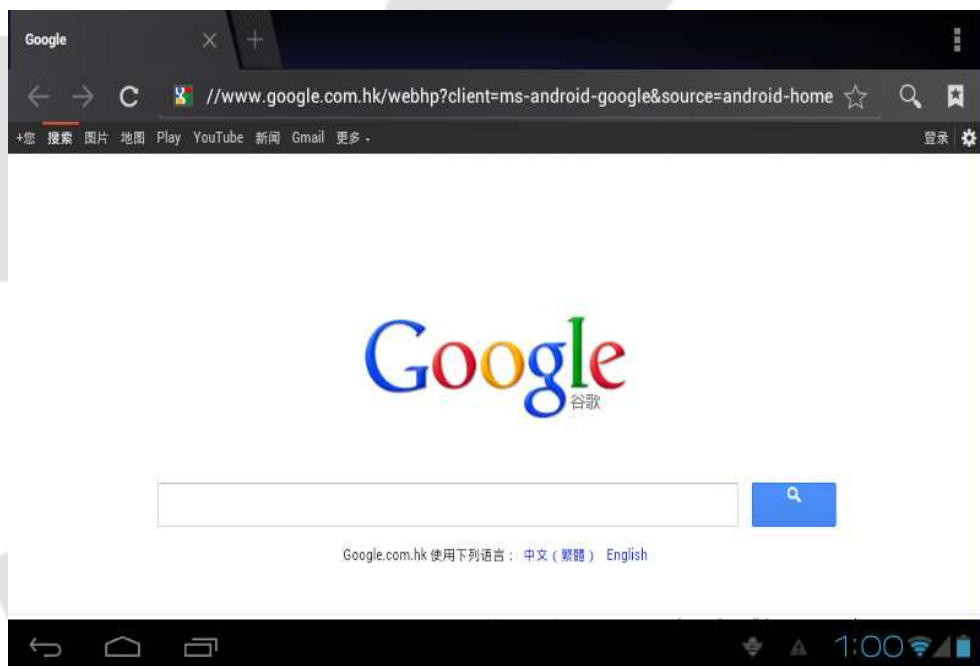 Google
//www.google.com.hk/webhp?client=ms-android-google&source=android-home
+您 搜索 图片 地图 Play YouTube 新闻 Gmail 更多 登录
Google
谷歌
Google.com.hk 使用下列语言： 中文（繁體） English
1:00